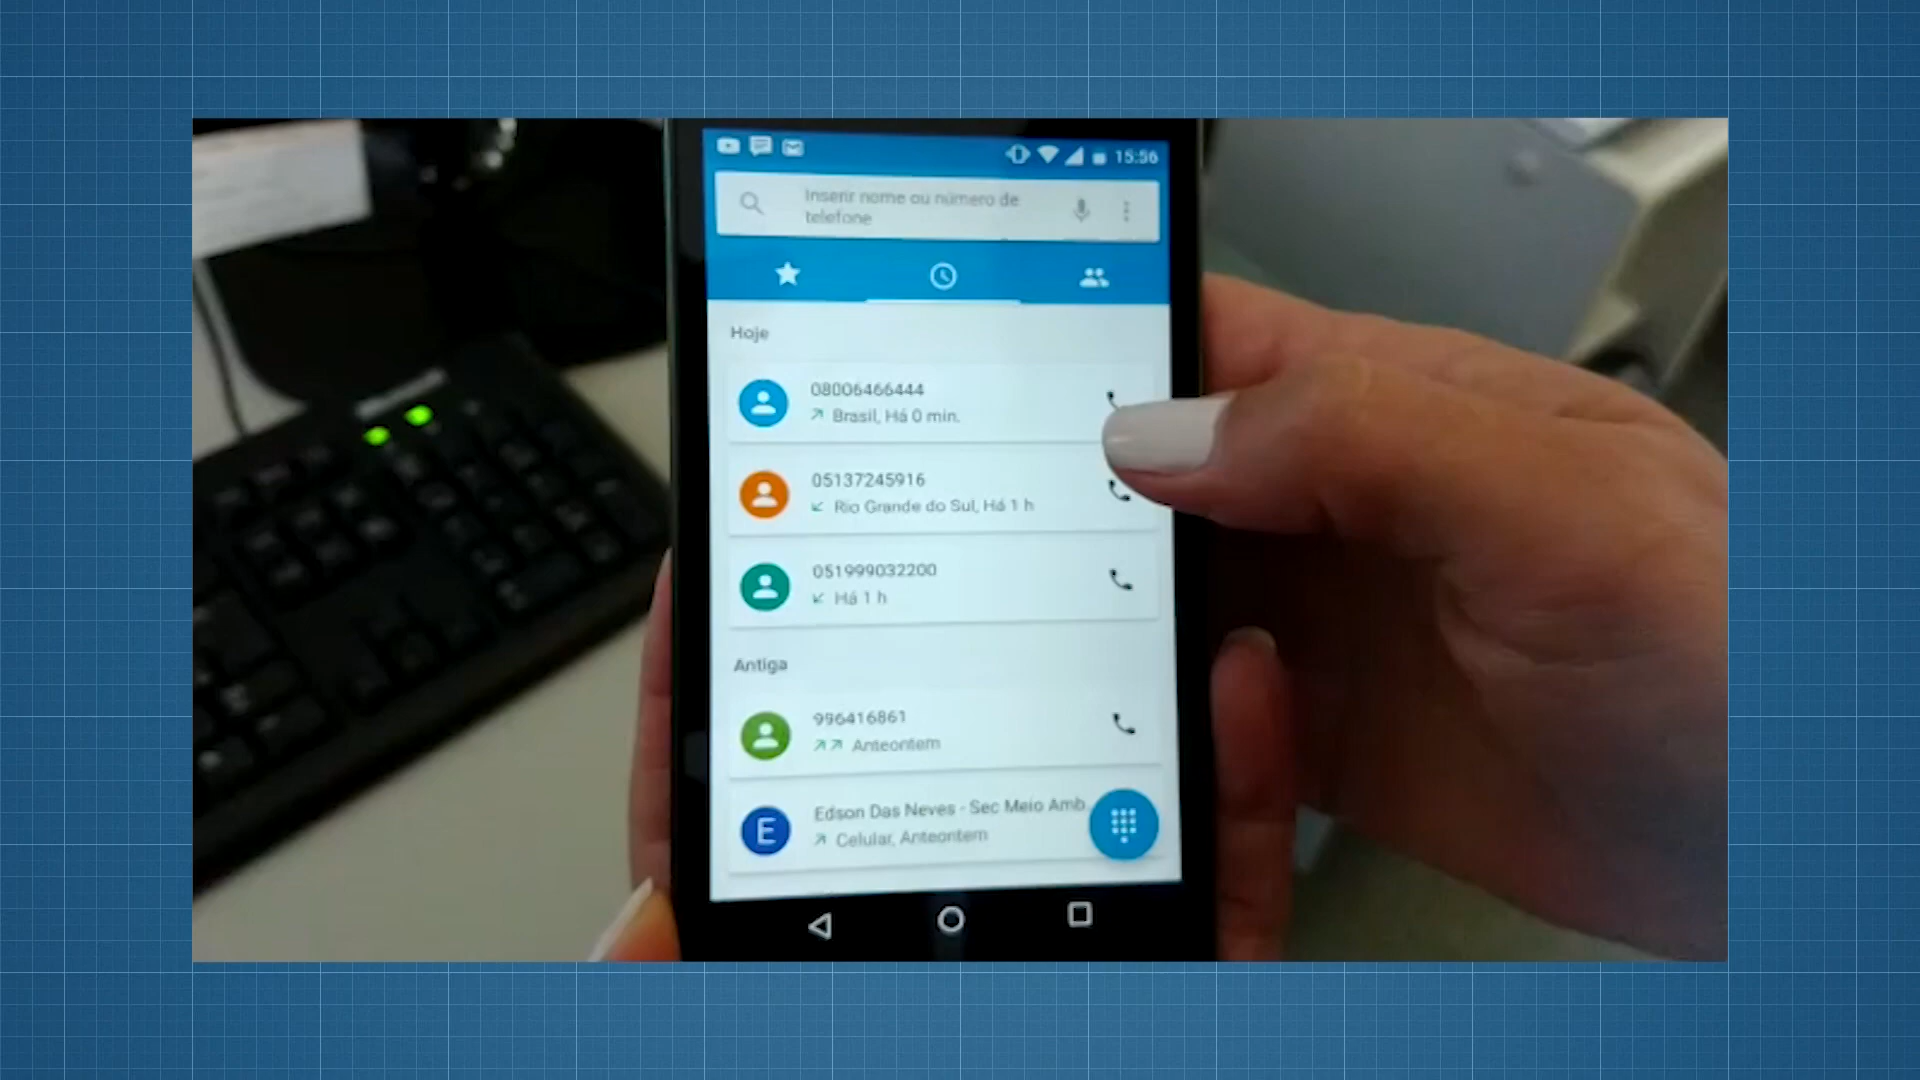 15:56
Inserir nome ou número de
telefone
Hoje
08006466444
Brasil, Há 0 min.
05137245916
Rio Grande do Sul, Há 1 h
051999032200
Há 1 h
Antiga
996416861
Anteontem
E
Edson Das Neves - Sec Meio Amb
Celular, Anteontem